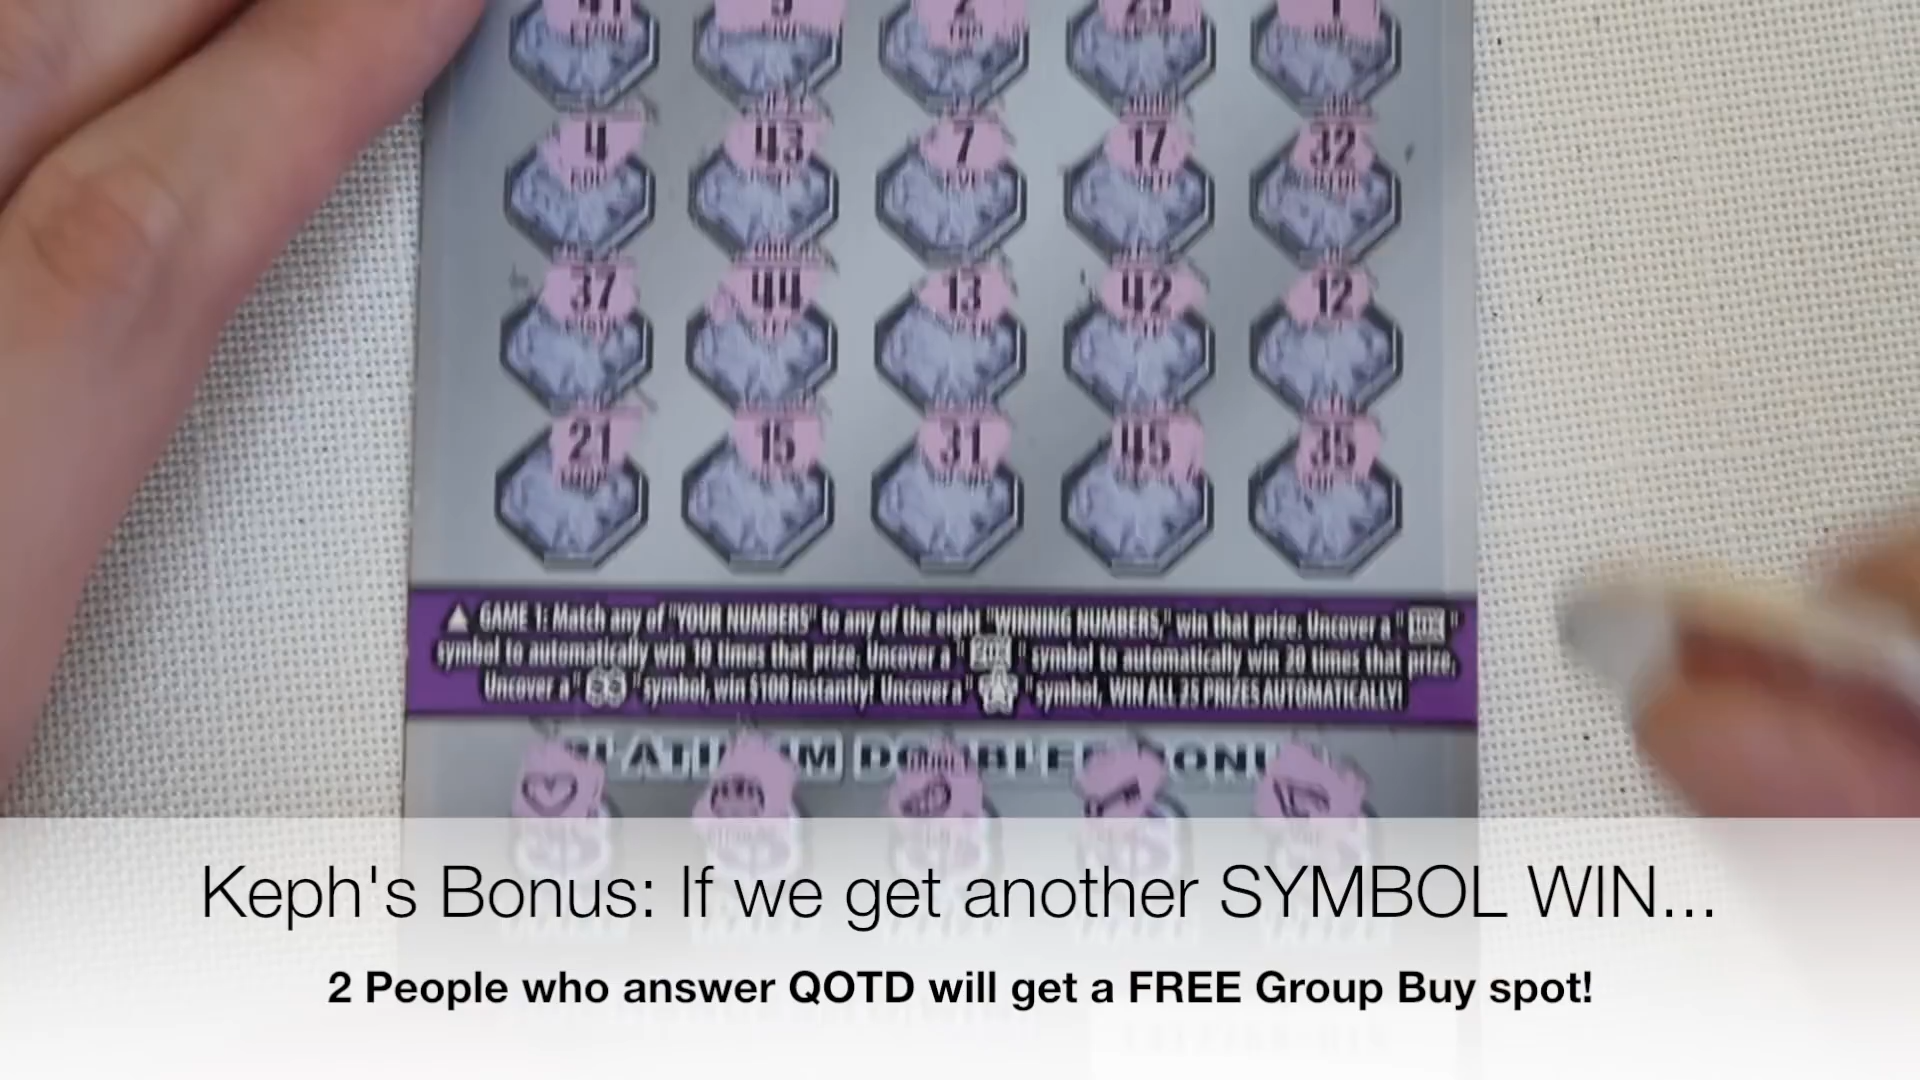 5 2 25 1
4 43 7 17 32
37 44 13 42 12
21 15 31 45 35
GAME 1: Match any of "YOUR NUMBERS" to any of the eight "WINNING NUMBERS," win that prize. Uncover a "10X"
symbol to automatically win 10 times that prize. Uncover a "20X" symbol to automatically win 20 times that prize.
Uncover a " " symbol, win $100 instantly! Uncover a " " symbol, WIN ALL 25 PRIZES AUTOMATICALLY!
Keph's Bonus: If we get another SYMBOL WIN...
2 People who answer QOTD will get a FREE Group Buy spot!